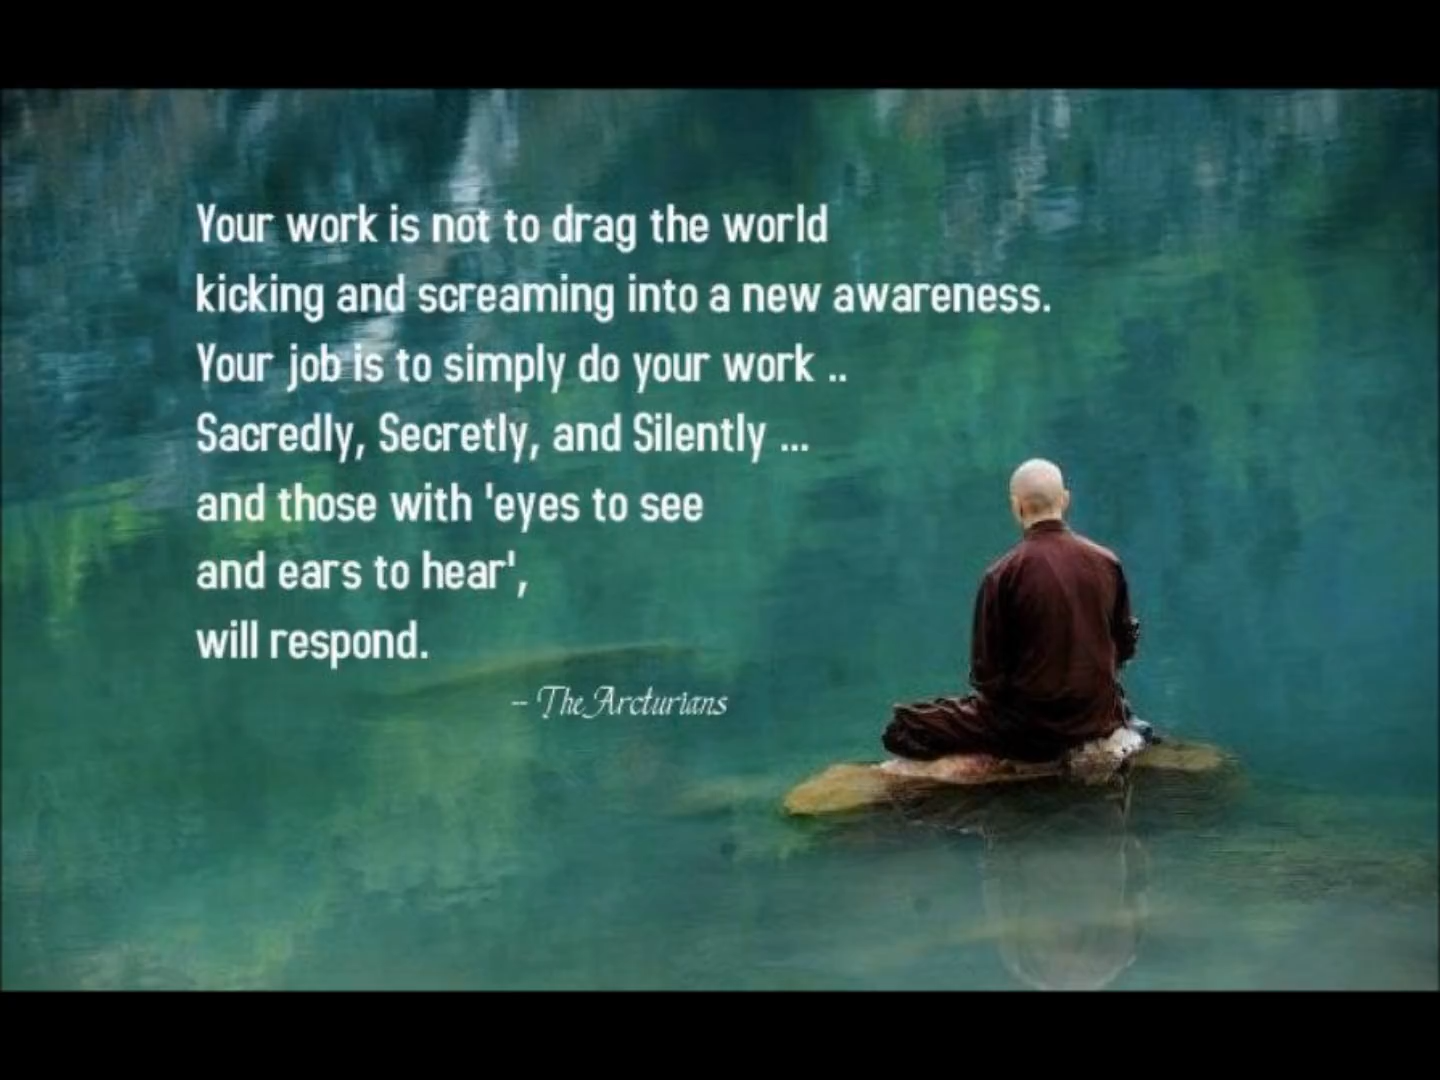 Your work is not to drag the world
kicking and screaming into a new awareness.
Your job is to simply do your work ..
Sacredly, Secretly, and Silently ...
and those with 'eyes to see
and ears to hear',
will respond.
-- The Arcturians